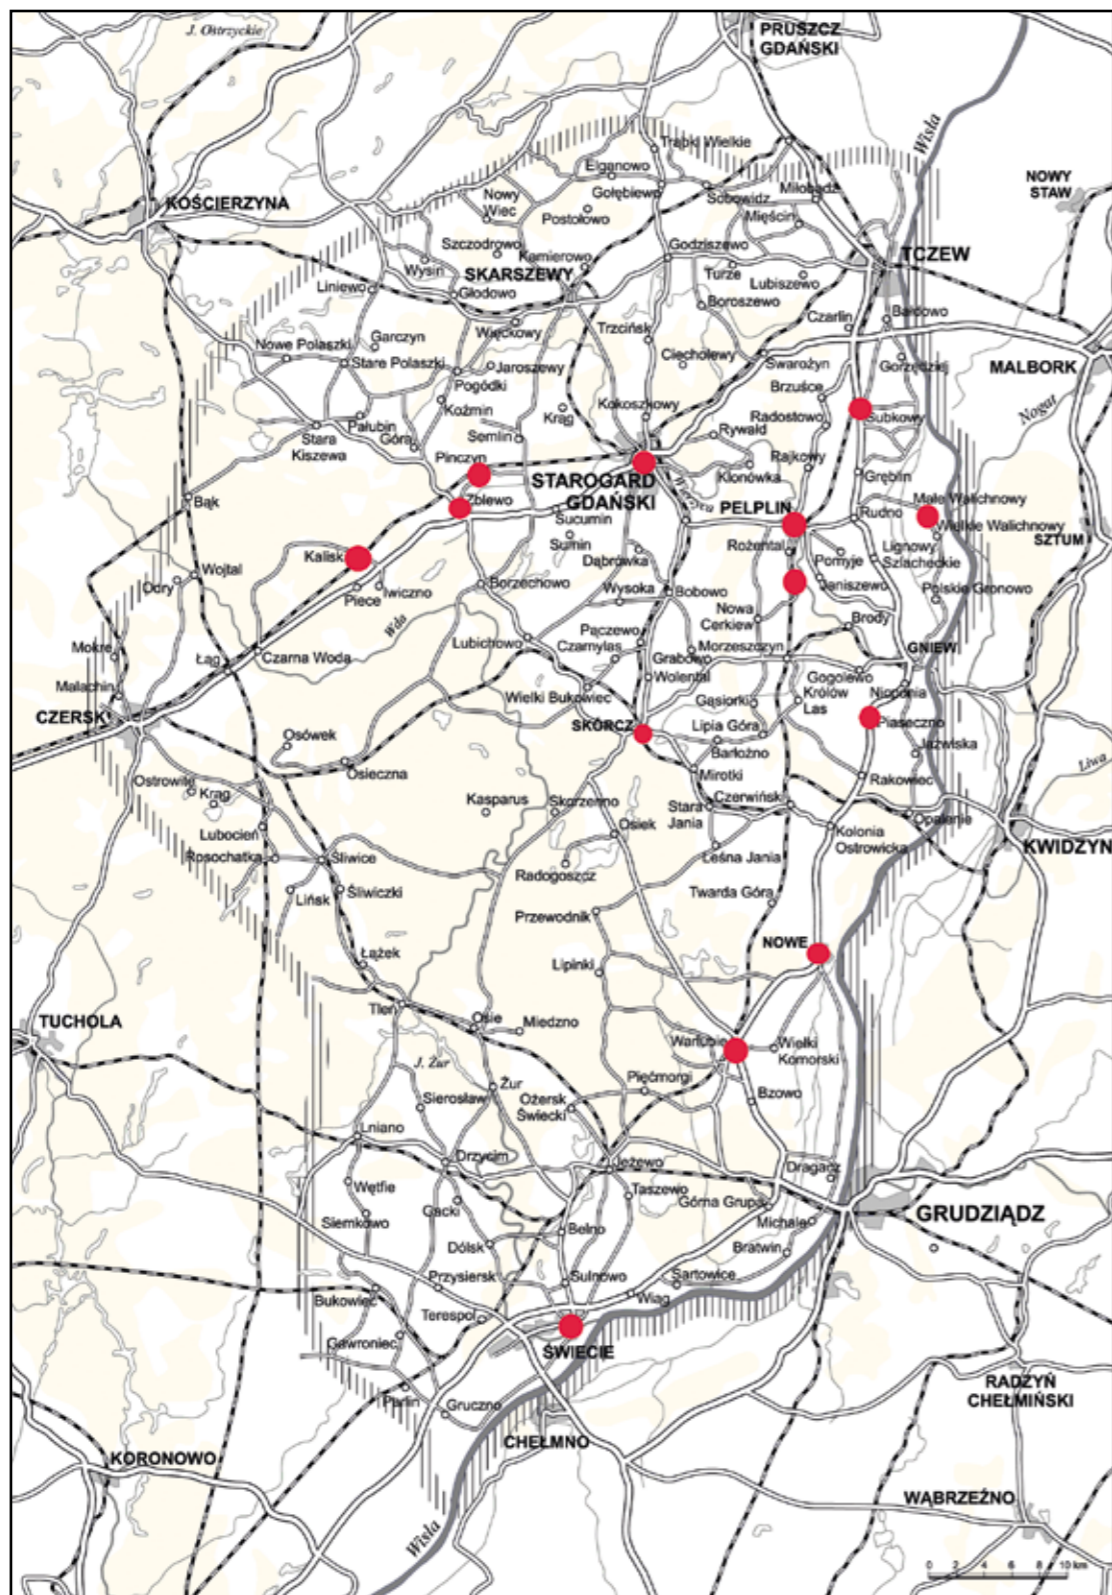 J. Ostrzyckie
PRUSZCZ
GDAŃSKI
Wisła
Trąbki Wielkie
Ełganowo
NOWY
STAW
KOŚCIERZYNA
Nowy
Wiec
Gołębiewo
Sobowidz
Miłobądz
Postołowo
Mięścin
Szczodrowo
Kamierowo
Godziszewo
TCZEW
Wysin
SKARSZEWY
Turze
Lubiszewo
Liniewo
Głodowo
Boroszewo
Czarlin
Bałdowo
Więckowy
Trzcińsk
Garczyn
Nowe Polaszki
Stare Polaszki
Jaroszewy
Ciecholewy
Swarożyn
Gorzędziej
MALBORK
Pogódki
Brzuśce
Nogat
Koźmin
Krąg
Kokoszkowy
Radostowo
Subkowy
Pałubin
Stara
Kiszewa
Góra
Semlin
Rywałd
Pinczyn
Rajkowy
Klonówka
Gręblin
STAROGARD
GDAŃSKI
Bąk
Zblewo
PELPLIN
Małe Walichnowy
Sucumin
Rudno
Wielkie Walichnowy
Sumin
Rożental
SZTUM
Kalisk
Dąbrówka
Pomyje
Lignowy
Szlacheckie
Wojtal
Odry
Piece
Iwiczno
Borzechowo
Wysoka
Bobowo
Janiszewo
Polskie Gronowo
Nowa
Cerkiew
Wda
Lubichowo
Pączewo
Brody
Mokre
Czarnylas
Morzeszczyn
GNIEW
Łąg
Czarna Woda
Grabowo
Wolental
Gogolewo
Malachin
Wielki Bukowiec
Gąsiorki
Królów
Las
Nicponia
CZERSK
SKÓRCZ
Lipia Góra
Piaseczno
Osówek
Barłożno
Jaźwiska
Osieczna
Mirotki
Liwa
Ostrowite
Rakowiec
Krąg
Kasparus
Skorzenno
Stara
Jania
Czerwińsk
Opalenie
Lubocień
Osiek
Kolonia
Ostrowicka
KWIDZYN
Rosochatka
Śliwice
Leśna Jania
Radogoszcz
Lińsk
Śliwiczki
Twarda Góra
Przewodnik
NOWE
Łążek
Lipinki
Tleń
TUCHOLA
Osie
Miedzno
Warlubie
Wielki
Komorski
J. Żur
Żur
Pięćmorgi
Sierosław
Ożersk
Świecki
Bzowo
Lniano
Drzycim
Jeżewo
Dragacz
Wętfie
Taszewo
Górna Grupa
GRUDZIĄDZ
Siemkowo
Gacki
Belno
Michale
Dólsk
Bratwin
Przysiersk
Sulnowo
Sartowice
Bukowiec
Wiąg
Terespol
Gawroniec
ŚWIECIE
RADZYŃ
CHEŁMIŃSKI
Parlin
Gruczno
CHEŁMNO
KORONOWO
WĄBRZEŹNO
Wisła
0 2 4 6 8 10 km